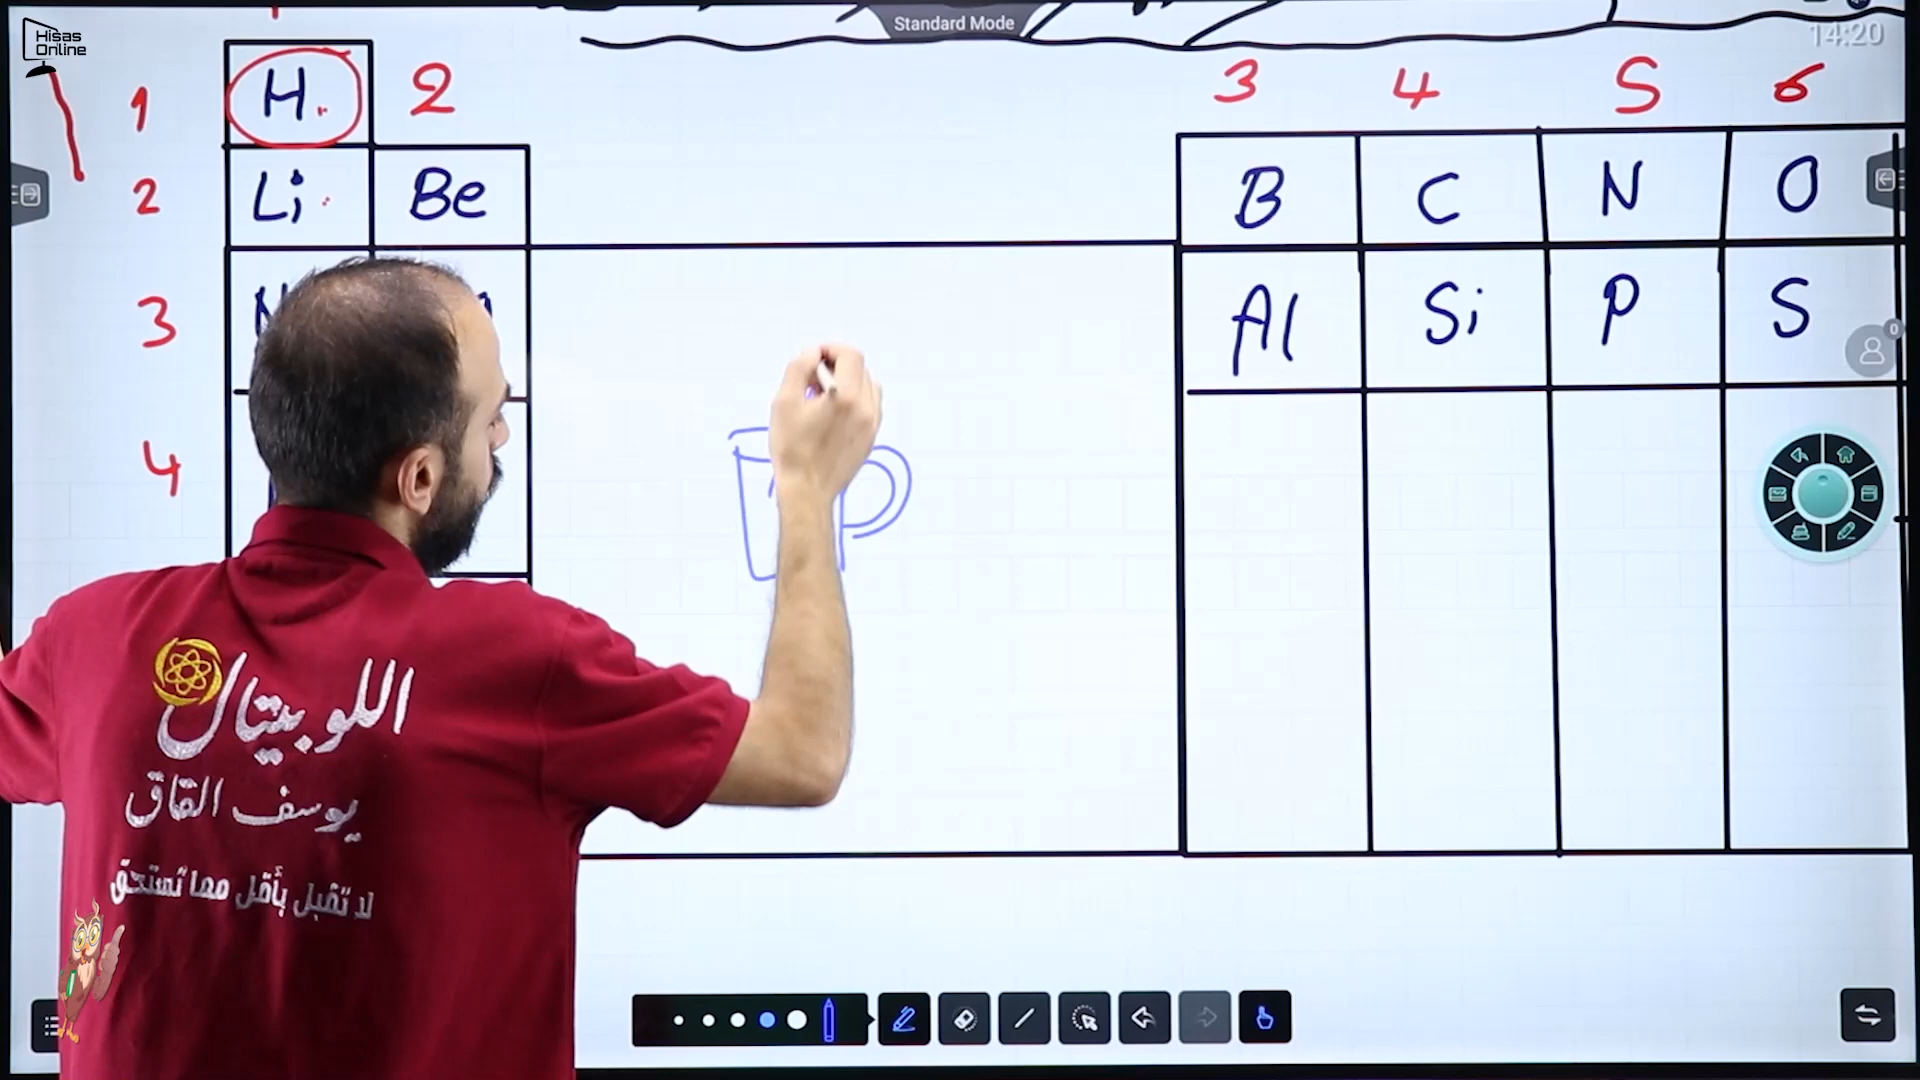 Hisas
Online
Standard Mode
14:20
1 H 2 3 4 5 6
2 Li Be B C N O
3 Al Si P S
4
0
اللوبيتال
يوسف القاق
لا تقبل بأقل مما تستحق